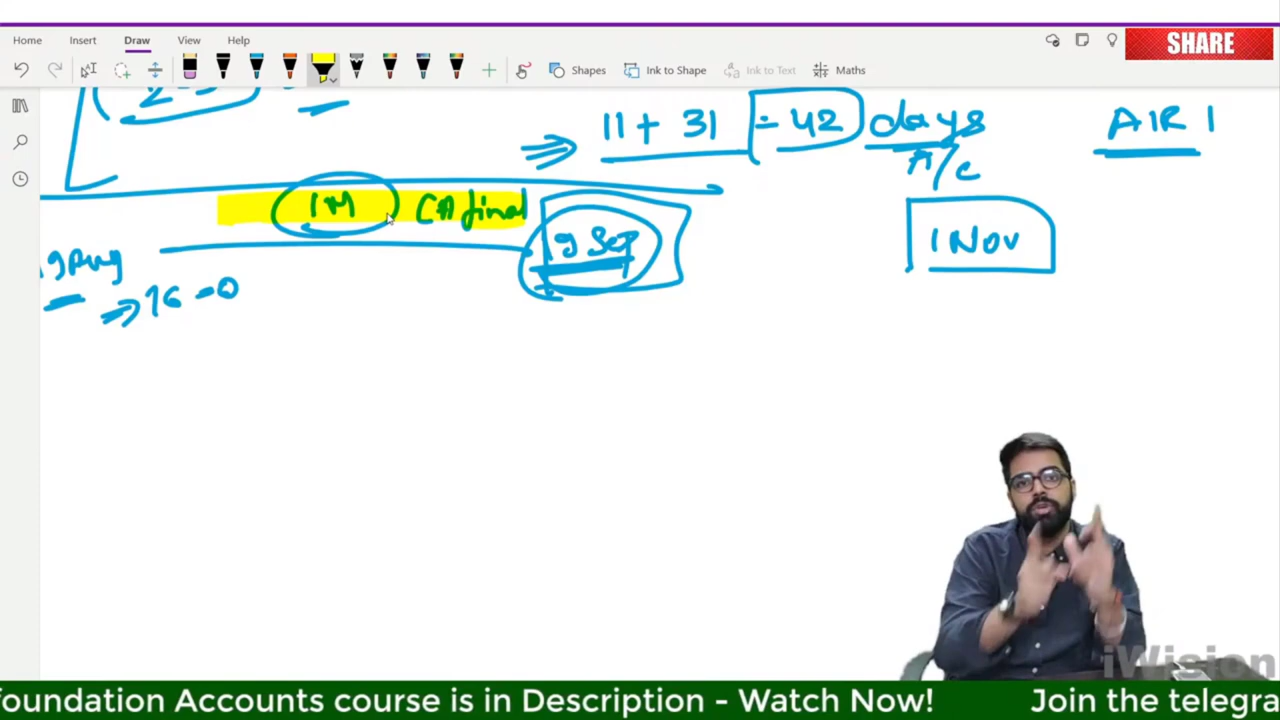 Home Insert Draw View Help
SHARE
Shapes Ink to Shape Ink to Text Maths
⇒ 11 + 31 = 42 days
A/c
AIR 1
1M CA final
9 Sep
1 Nov
9 Aug
⇒ 16 -
iWision
foundation Accounts course is in Description - Watch Now! Join the telegra